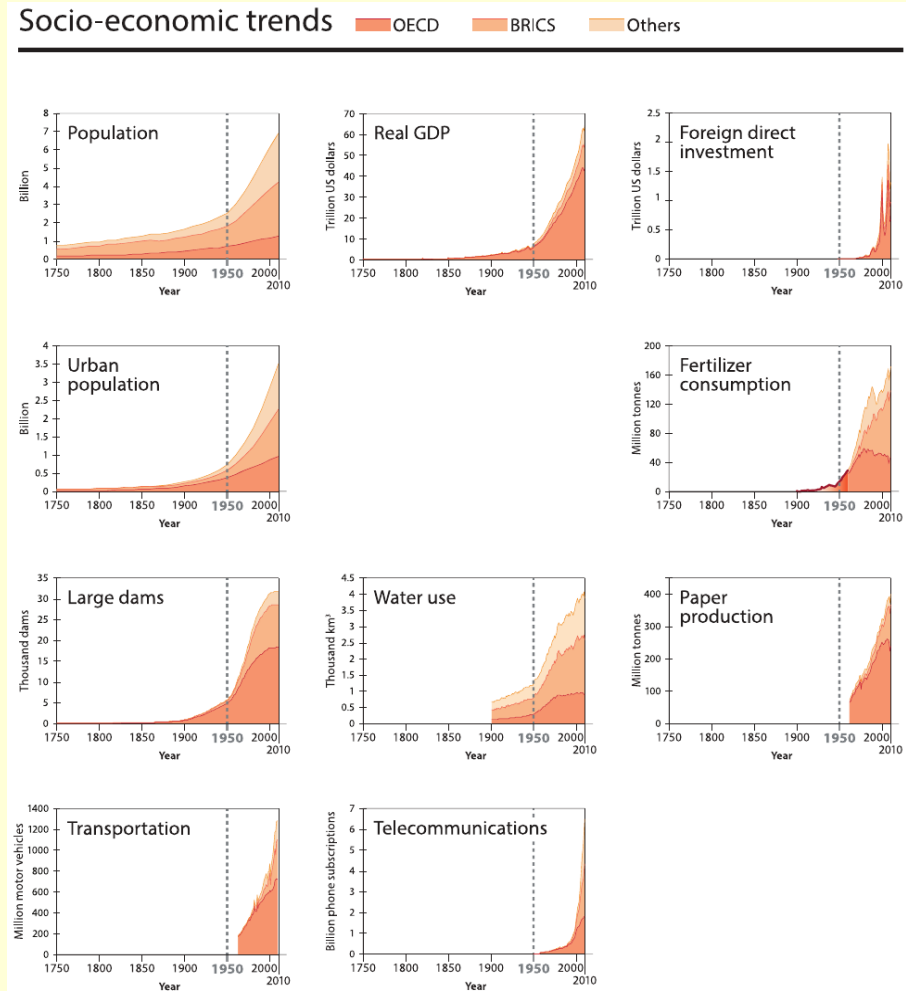 Socio-economic trends OECD BRICS Others
Population
Billion
8
7
6
5
4
3
2
1
0
1750 1800 1850 1900 1950 2000 2010
Year
Real GDP
Trillion US dollars
70
60
50
40
30
20
10
0
1750 1800 1850 1900 1950 2000 2010
Year
Foreign direct
investment
Trillion US dollars
2.5
2
1.5
1
0.5
0
1750 1800 1850 1900 1950 2000 2010
Year
Urban
population
Billion
4
3.5
3
2.5
2
1.5
1
0.5
0
1750 1800 1850 1900 1950 2000 2010
Year
Fertilizer
consumption
Million tonnes
200
160
120
80
40
0
1750 1800 1850 1900 1950 2000 2010
Year
Large dams
Thousand dams
35
30
25
20
15
10
5
0
1750 1800 1850 1900 1950 2000 2010
Year
Water use
Thousand km³
4.5
4
3.5
3
2.5
2
1.5
1
0.5
0
1750 1800 1850 1900 1950 2000 2010
Year
Paper
production
Million tonnes
400
300
200
100
0
1750 1800 1850 1900 1950 2000 2010
Year
Transportation
Million motor vehicles
1400
1200
1000
800
600
400
200
0
1750 1800 1850 1900 1950 2000 2010
Year
Telecommunications
Billion phone subscriptions
7
6
5
4
3
2
1
0
1750 1800 1850 1900 1950 2000 2010
Year